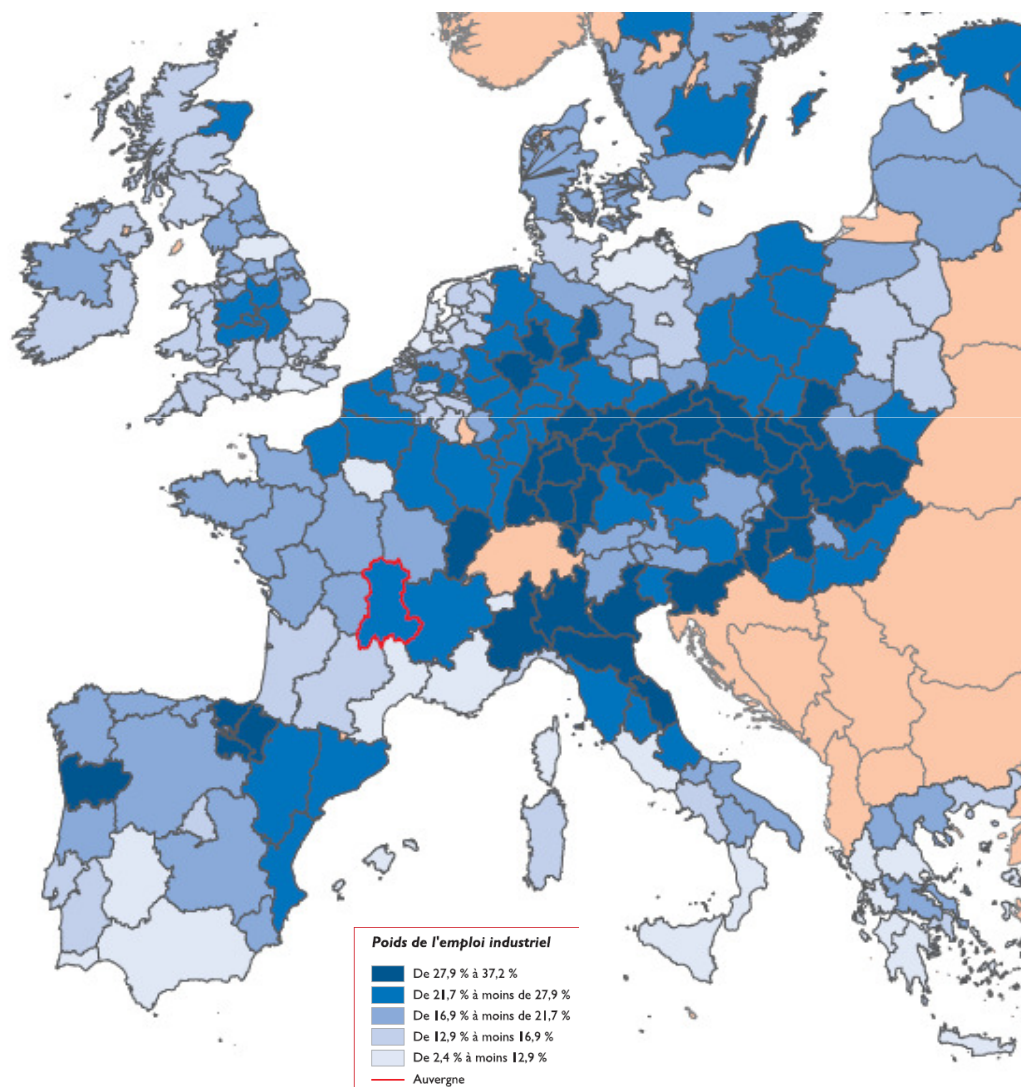 Poids de l'emploi industriel
De 27,9 % à 37,2 %
De 21,7 % à moins de 27,9 %
De 16,9 % à moins de 21,7 %
De 12,9 % à moins 16,9 %
De 2,4 % à moins 12,9 %
Auvergne